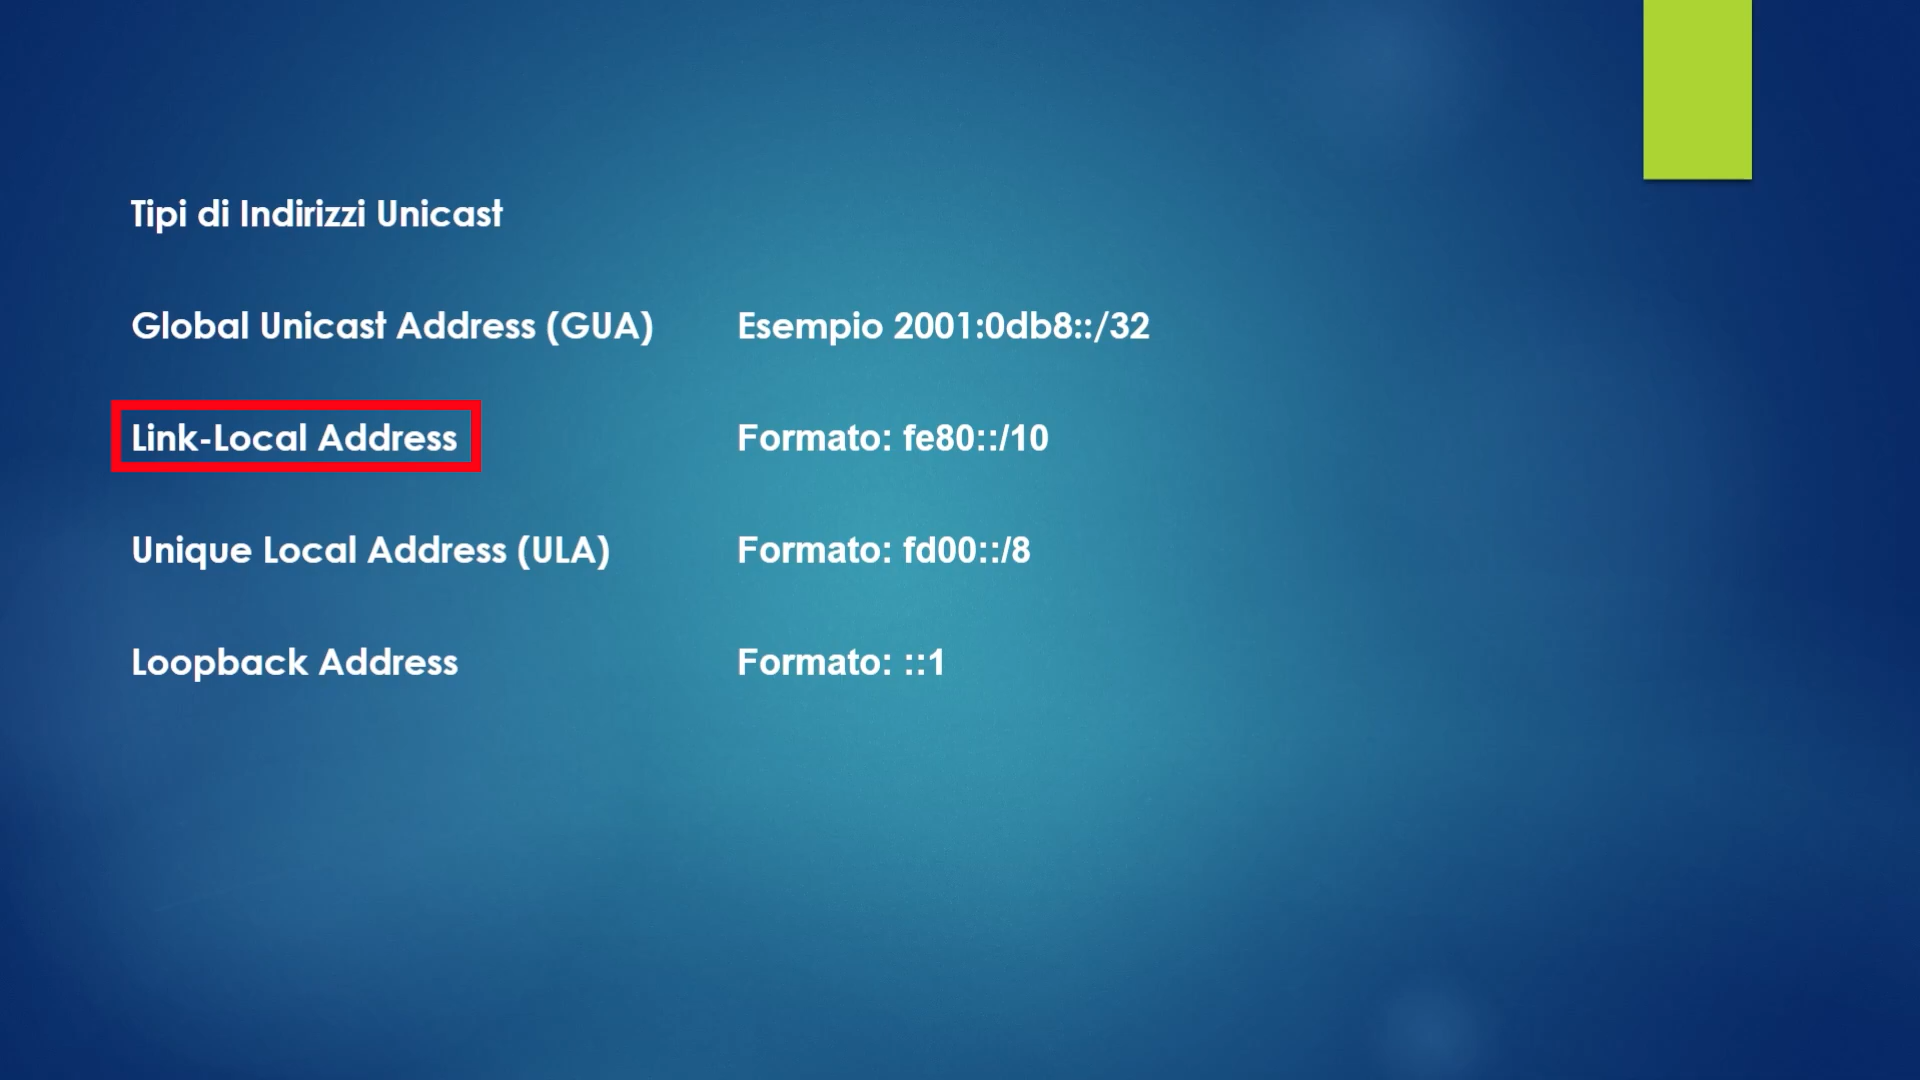 Tipi di Indirizzi Unicast
Global Unicast Address (GUA) Esempio 2001:0db8::/32
Link-Local Address Formato: fe80::/10
Unique Local Address (ULA) Formato: fd00::/8
Loopback Address Formato: ::1